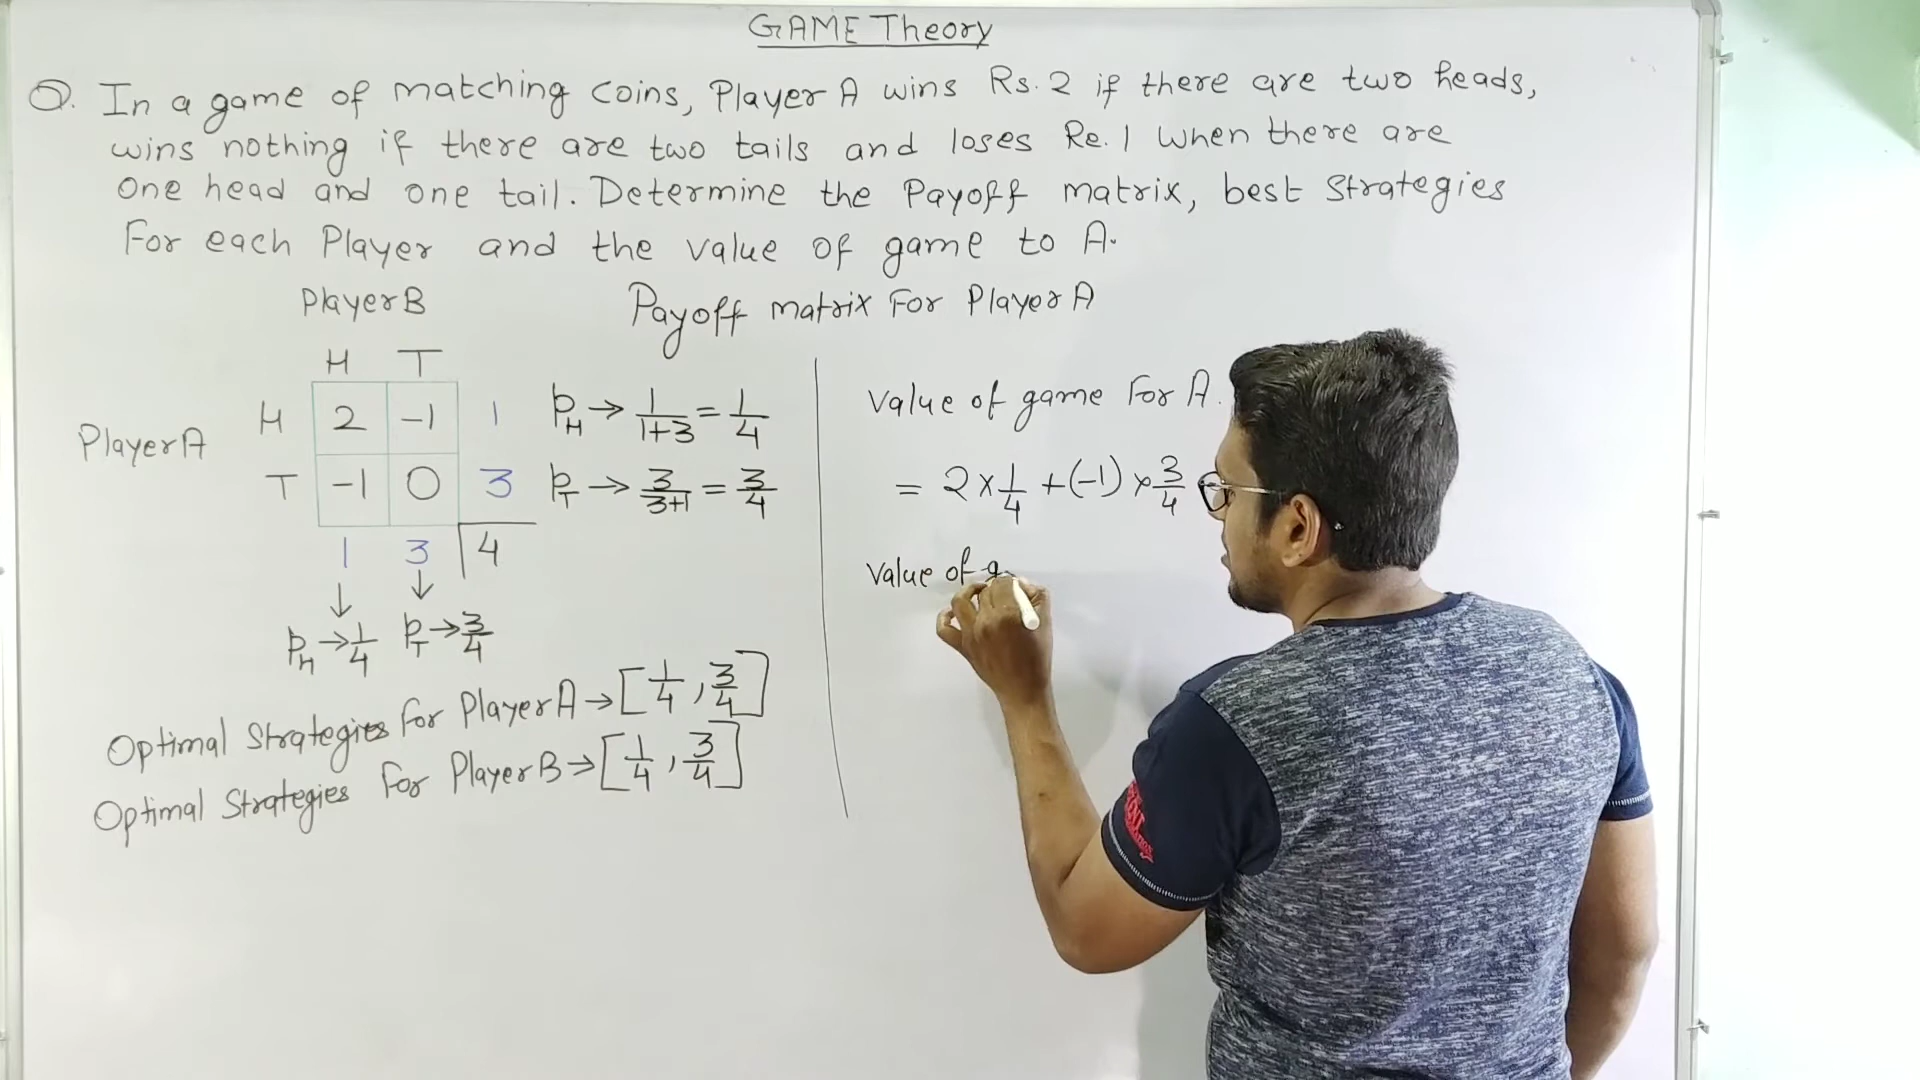 GAME Theory
Q. In a game of matching coins, Player A wins Rs. 2 if there are two heads,
wins nothing if there are two tails and loses Re. 1 when there are
one head and one tail. Determine the Payoff matrix, best strategies
For each Player and the value of game to A.
Player B
Payoff matrix For Player A
H T
Player A
H 2 -1 1 P_H → 1/(1+3) = 1/4
T -1 0 3 P_T → 3/(3+1) = 3/4
1 3 4
P_H → 1/4 P_T → 3/4
Optimal Strategies for Player A → [1/4, 3/4]
Optimal Strategies For Player B → [1/4, 3/4]
Value of game For A.
= 2 × 1/4 + (-1) × 3/4
Value of g